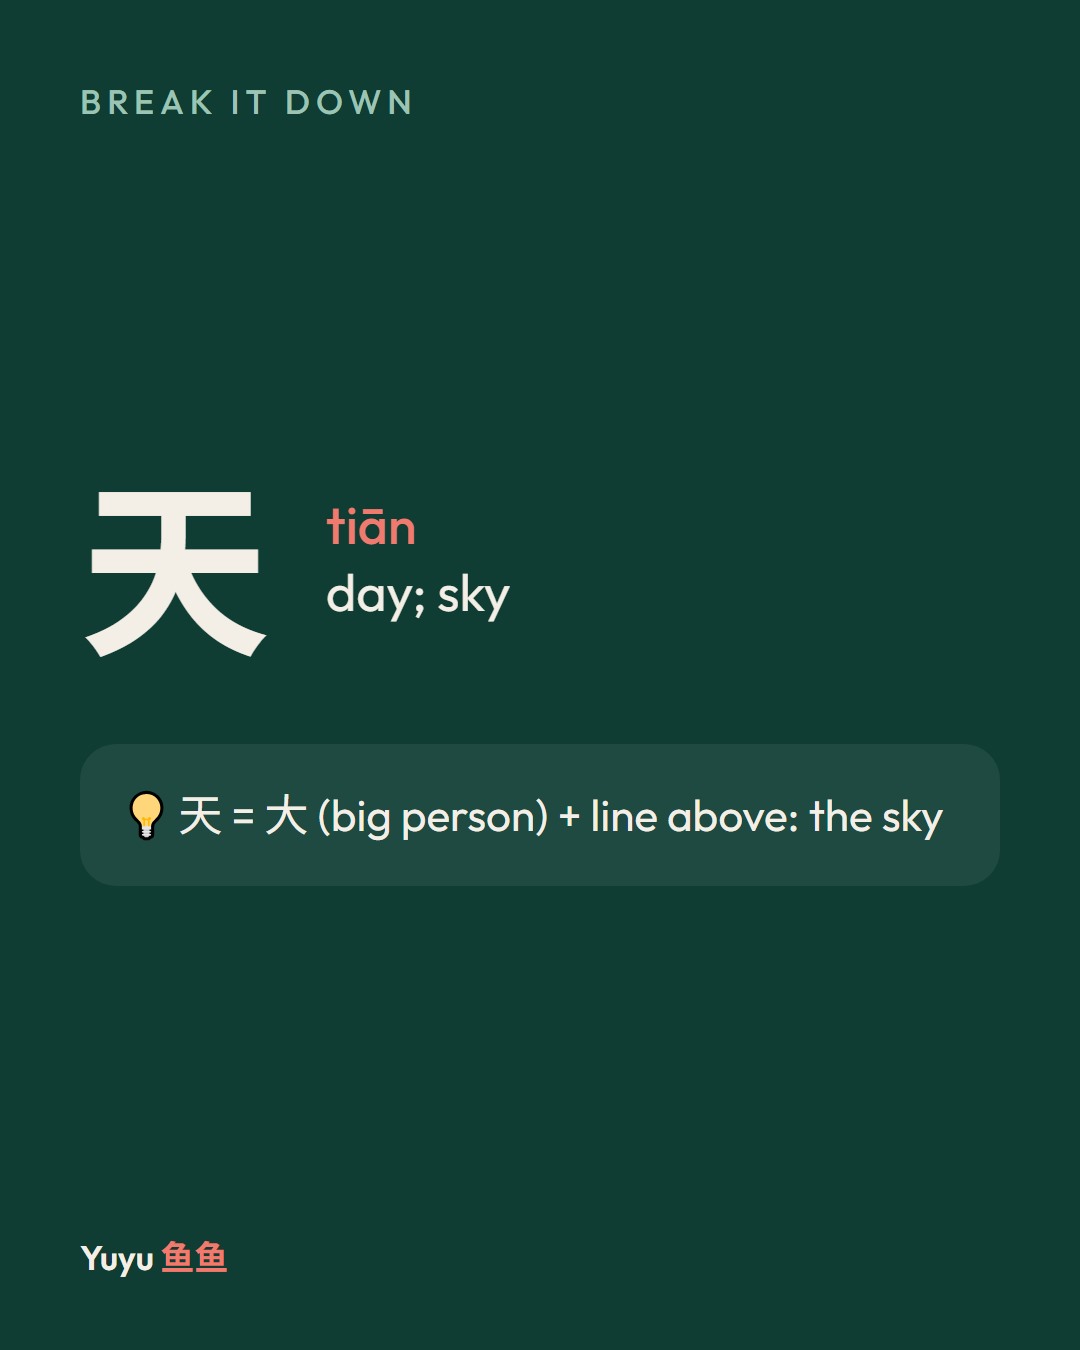 BREAK IT DOWN
天
tiān
day; sky
💡 天 = 大 (big person) + line above: the sky
Yuyu 鱼鱼